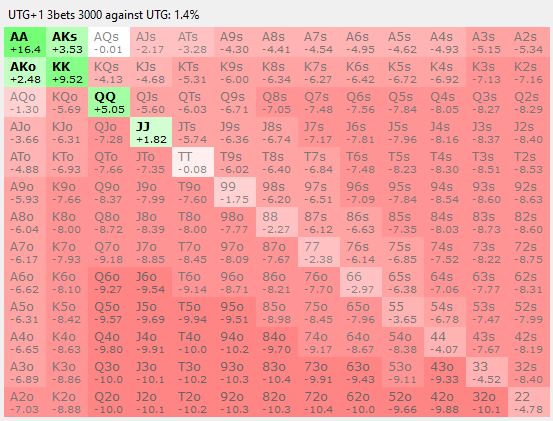 UTG+1 3bets 3000 against UTG: 1.4%
AA AKs AQs AJs ATs A9s A8s A7s A6s A5s A4s A3s A2s
+16.4 +3.53 -0.01 -2.17 -3.28 -4.30 -4.41 -4.54 -4.95 -4.62 -4.93 -5.15 -5.34
AKo KK KQs KJs KTs K9s K8s K7s K6s K5s K4s K3s K2s
+2.48 +9.52 -4.13 -4.68 -5.31 -6.00 -6.34 -6.27 -6.42 -6.72 -6.92 -7.13 -7.16
AQo KQo QQ QJs QTs Q9s Q8s Q7s Q6s Q5s Q4s Q3s Q2s
-1.30 -5.69 +5.05 -5.60 -6.03 -6.71 -7.05 -7.48 -7.56 -7.84 -8.05 -8.27 -8.29
AJo KJo QJo JJ JTs J9s J8s J7s J6s J5s J4s J3s J2s
-3.66 -6.31 -7.28 +1.82 -5.74 -6.36 -6.74 -7.17 -7.81 -7.96 -8.16 -8.37 -8.40
ATo KTo QTo JTo TT T9s T8s T7s T6s T5s T4s T3s T2s
-4.88 -6.93 -7.66 -7.35 -0.08 -6.02 -6.40 -6.84 -7.48 -8.23 -8.30 -8.51 -8.53
A9o K9o Q9o J9o T9o 99 98s 97s 96s 95s 94s 93s 92s
-5.93 -7.66 -8.37 -7.99 -7.60 -1.75 -6.20 -6.51 -7.09 -7.84 -8.54 -8.60 -8.63
A8o K8o Q8o J8o T8o 98o 88 87s 86s 85s 84s 83s 82s
-6.04 -8.00 -8.72 -8.39 -8.00 -7.77 -2.27 -6.12 -6.63 -7.35 -8.03 -8.73 -8.60
A7o K7o Q7o J7o T7o 97o 87o 77 76s 75s 74s 73s 72s
-6.17 -7.93 -9.18 -8.85 -8.45 -8.09 -7.67 -2.38 -6.14 -6.85 -7.52 -8.22 -8.75
A6o K6o Q6o J6o T6o 96o 86o 76o 66 65s 64s 63s 62s
-6.62 -8.10 -9.27 -9.54 -9.14 -8.71 -8.21 -7.70 -2.97 -6.38 -7.06 -7.77 -8.31
A5o K5o Q5o J5o T5o 95o 85o 75o 65o 55 54s 53s 52s
-6.31 -8.42 -9.57 -9.69 -9.94 -9.51 -8.98 -8.45 -7.96 -3.65 -6.78 -7.47 -7.99
A4o K4o Q4o J4o T4o 94o 84o 74o 64o 54o 44 43s 42s
-6.65 -8.63 -9.80 -9.91 -10.2 -10.2 -9.70 -9.17 -8.67 -8.38 -4.07 -7.67 -8.19
A3o K3o Q3o J3o T3o 93o 83o 73o 63o 53o 43o 33 32s
-6.89 -8.86 -10.0 -10.1 -10.2 -10.3 -10.4 -9.91 -9.43 -9.11 -9.33 -4.52 -8.40
A2o K2o Q2o J2o T2o 92o 82o 72o 62o 52o 42o 32o 22
-7.03 -8.88 -10.0 -10.1 -10.2 -10.3 -10.2 -10.4 -10.0 -9.66 -9.88 -10.1 -4.78